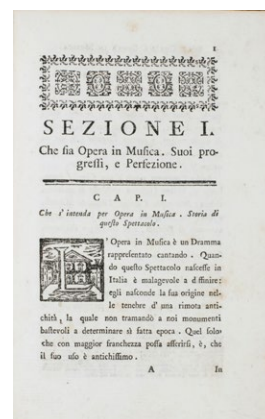 1
SEZIONE I.
Che sia Opera in Musica. Suoi pro-
gressi, e Perfezione.
CAP. I.
Che s'intenda per Opera in Musica. Storia di
questo Spettacolo.
L'Opera in Musica è un Dramma
rappresentato cantando. Quan-
do questo Spettacolo nascesse in
Italia è malagevole a diffinire:
egli nasconde la sua origine nel-
le tenebre d'una rimota anti-
chità, la quale non tramandò a noi monumenti
bastevoli a determinare sì fatta epoca. Quel solo
che con maggior franchezza possa asserirsi, è, che
il suo uso è antichissimo.
A
In